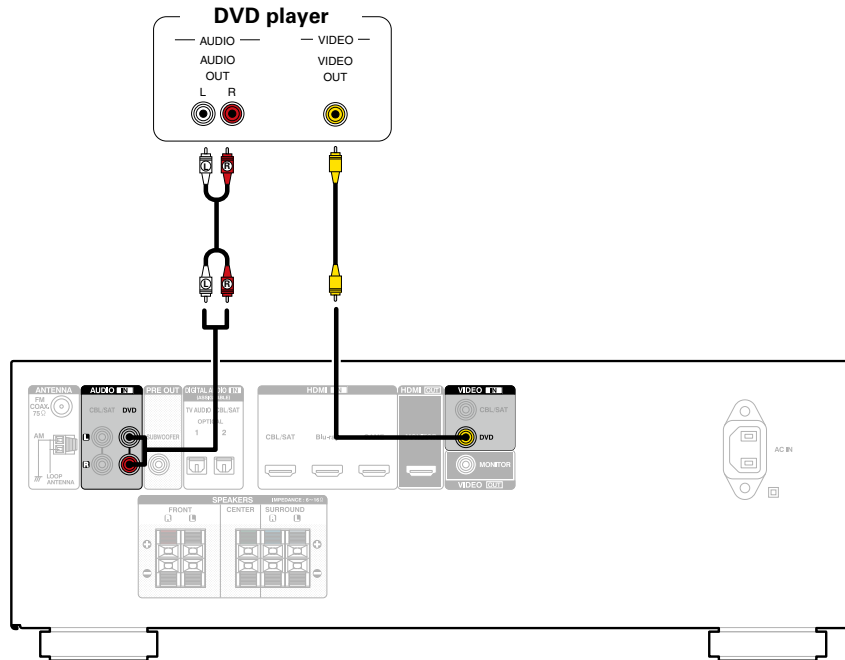 DVD player
AUDIO
VIDEO
AUDIO
OUT
VIDEO
OUT
L R
L R
L R
ANTENNA
AUDIO IN
PRE OUT
DIGITAL AUDIO IN
(ASSIGNABLE)
HDMI IN
HDMI OUT
VIDEO IN
FM
COAX.
75Ω
CBL/SAT DVD
TV AUDIO CBL/SAT
OPTICAL
1 2
SUBWOOFER
CBL/SAT
CBL/SAT
DVD
AM
L
R
LOOP
ANTENNA
MONITOR
VIDEO OUT
AC IN
SPEAKERS
FRONT
CENTER
SURROUND
R L
R L
+ +
− −